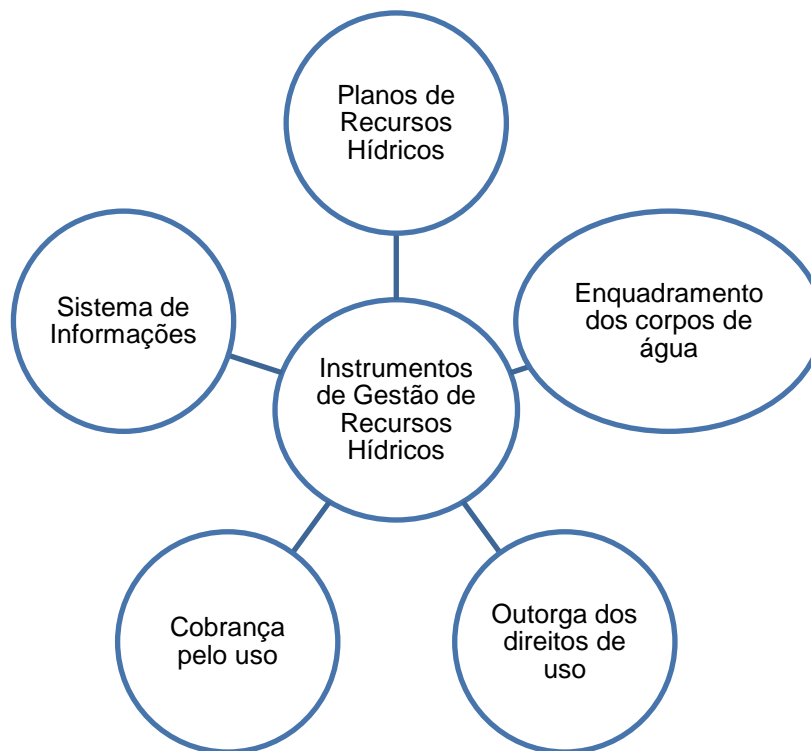 Planos de
Recursos
Hídricos
Sistema de
Informações
Enquadramento
dos corpos de
água
Instrumentos
de Gestão de
Recursos
Hídricos
Cobrança
pelo uso
Outorga dos
direitos de
uso